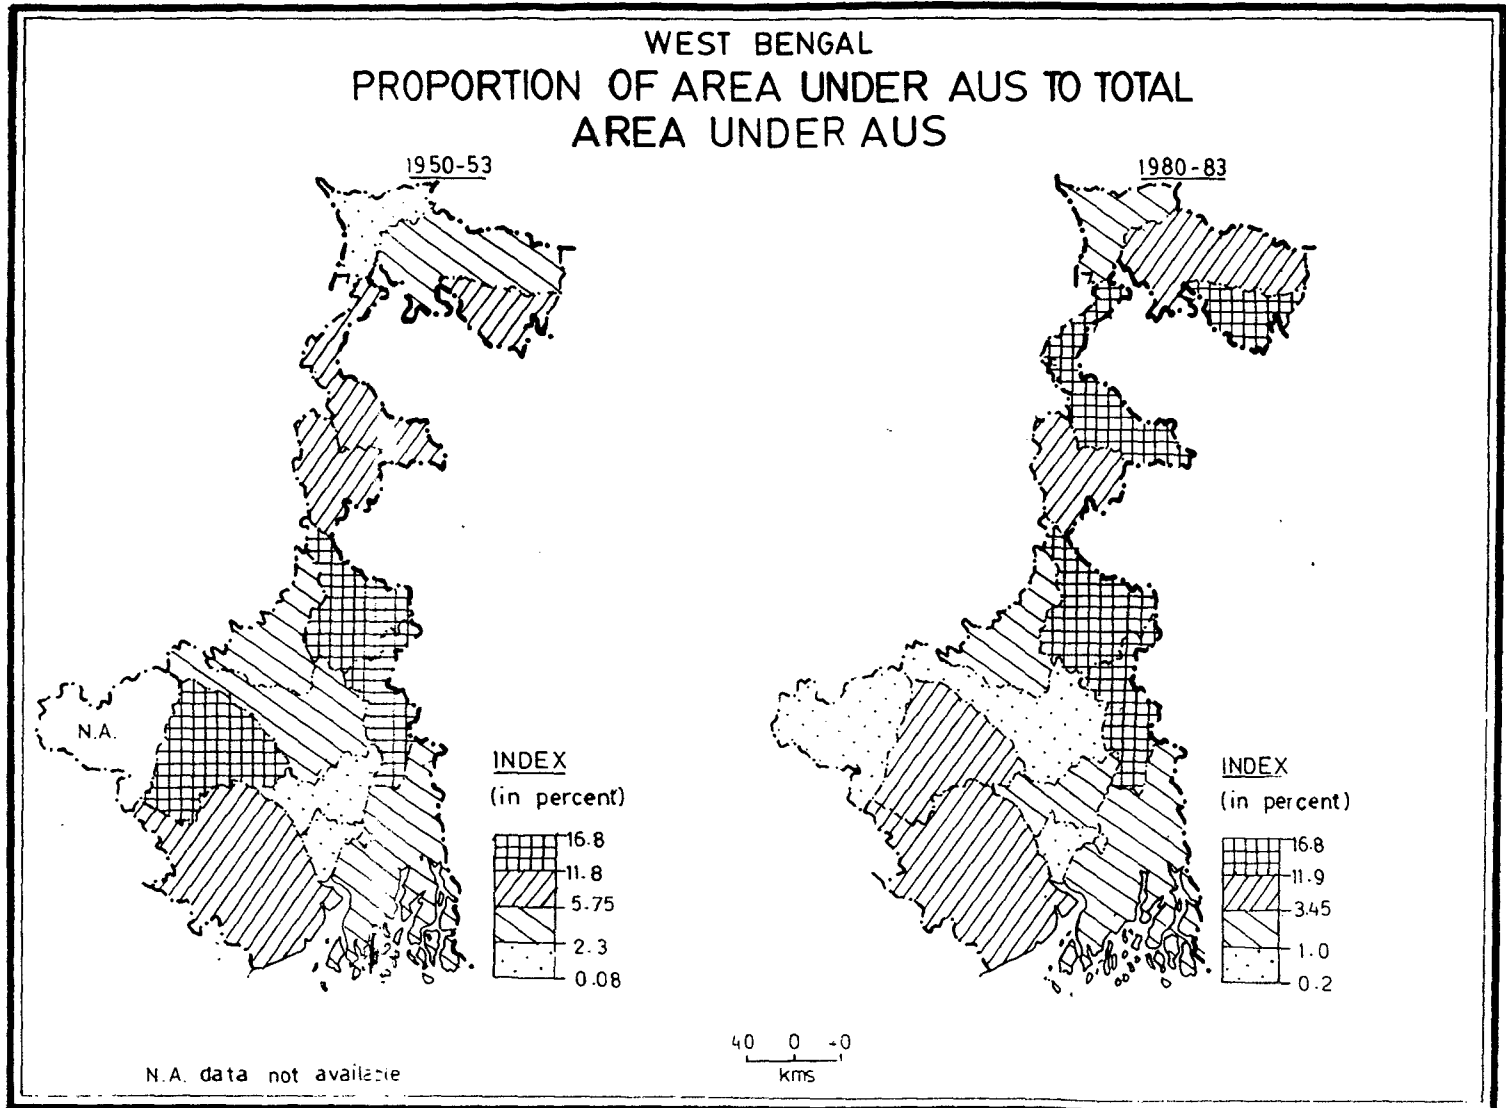 WEST BENGAL
PROPORTION OF AREA UNDER AUS TO TOTAL
AREA UNDER AUS
1950-53
1980-83
N.A.
INDEX
(in percent)
16.8
11.8
5.75
2.3
0.08
INDEX
(in percent)
16.8
11.9
3.45
1.0
0.2
40 0
kms
N.A. data not